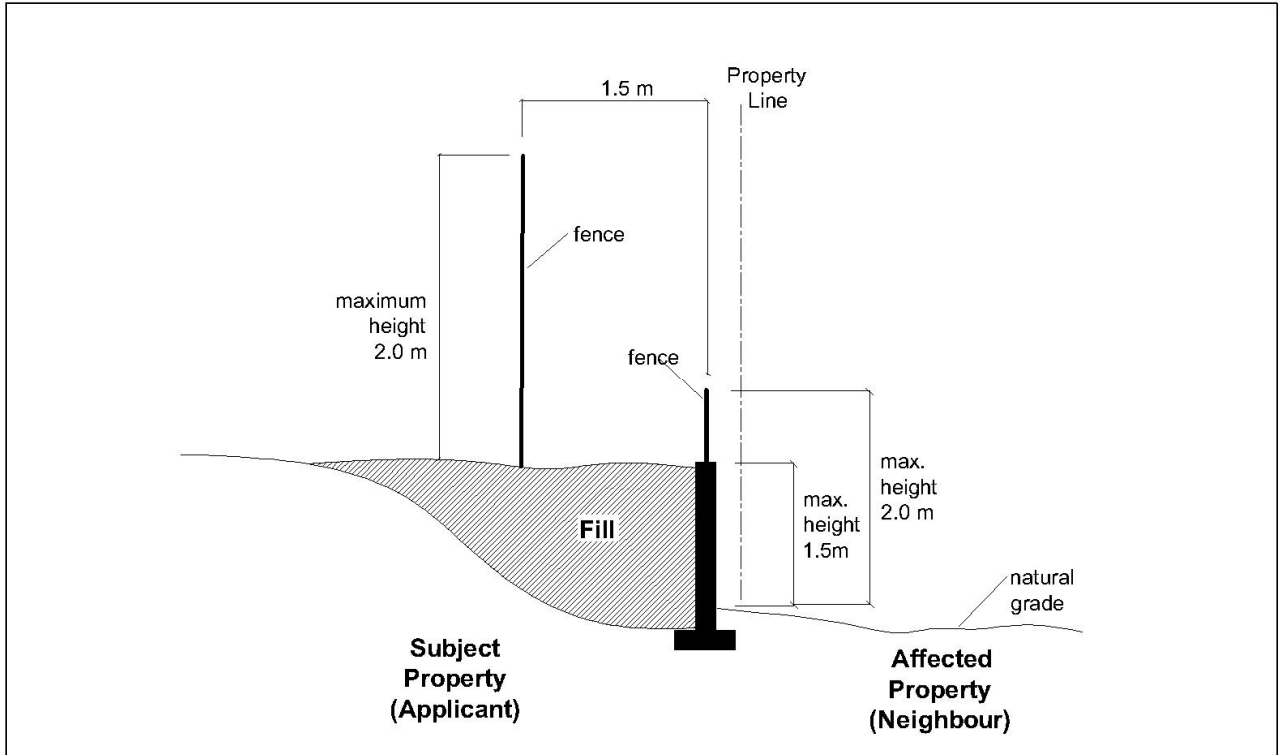 Property
Line
1.5 m
fence
maximum
height
2.0 m
fence
max.
height
2.0 m
max.
height
1.5m
Fill
natural
grade
Subject
Property
(Applicant)
Affected
Property
(Neighbour)